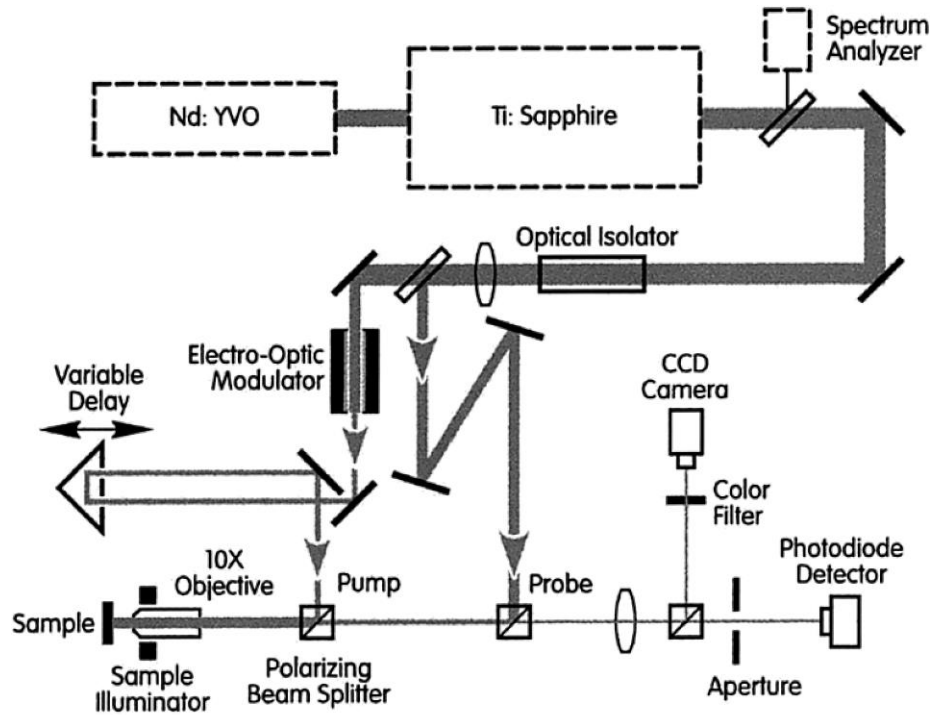 Spectrum
Analyzer
Nd: YVO
Ti: Sapphire
Optical Isolator
Electro-Optic
Modulator
Variable
Delay
CCD
Camera
Color
Filter
Photodiode
Detector
10X
Objective
Pump
Probe
Sample
Sample
Illuminator
Polarizing
Beam Splitter
Aperture